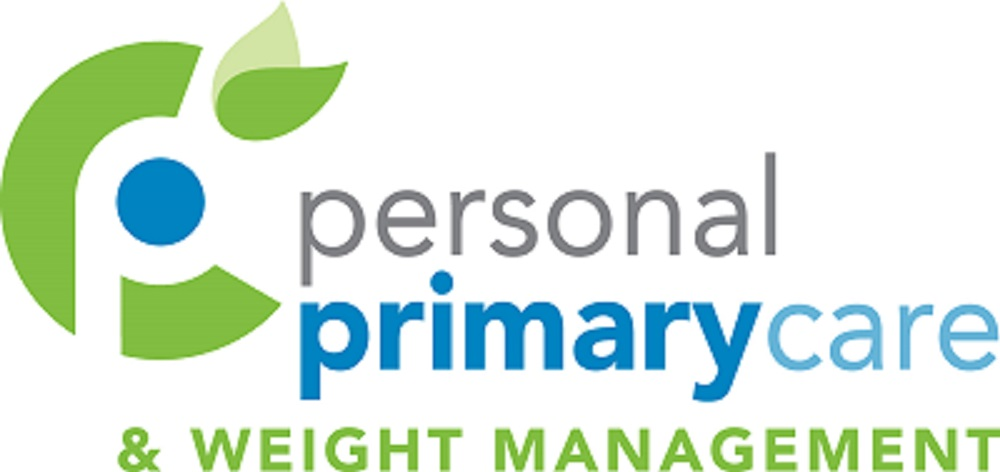 personal
primarycare
& WEIGHT MANAGEMENT